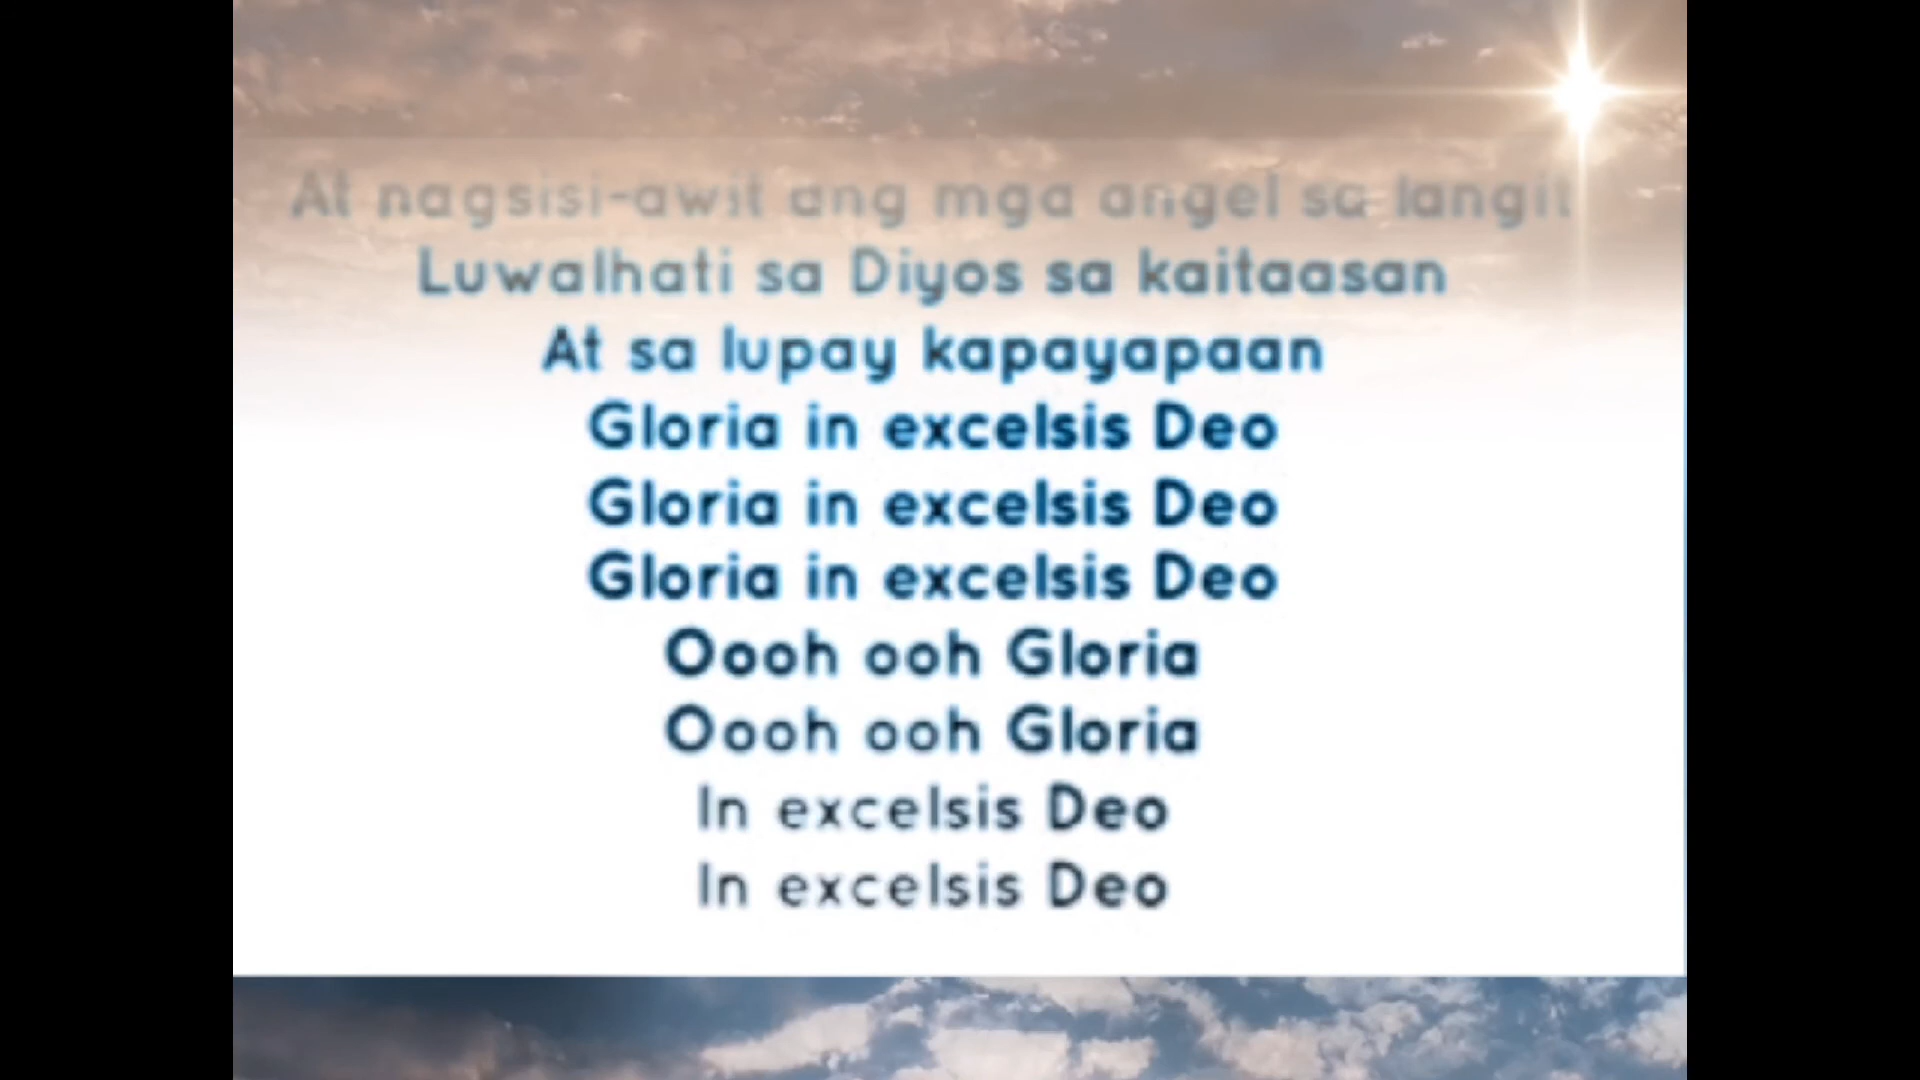 At nagsisi-awit ang mga angel sa langit
Luwalhati sa Diyos sa kaitaasan
At sa lupay kapayapaan
Gloria in excelsis Deo
Gloria in excelsis Deo
Gloria in excelsis Deo
Oooh ooh Gloria
Oooh ooh Gloria
In excelsis Deo
In excelsis Deo